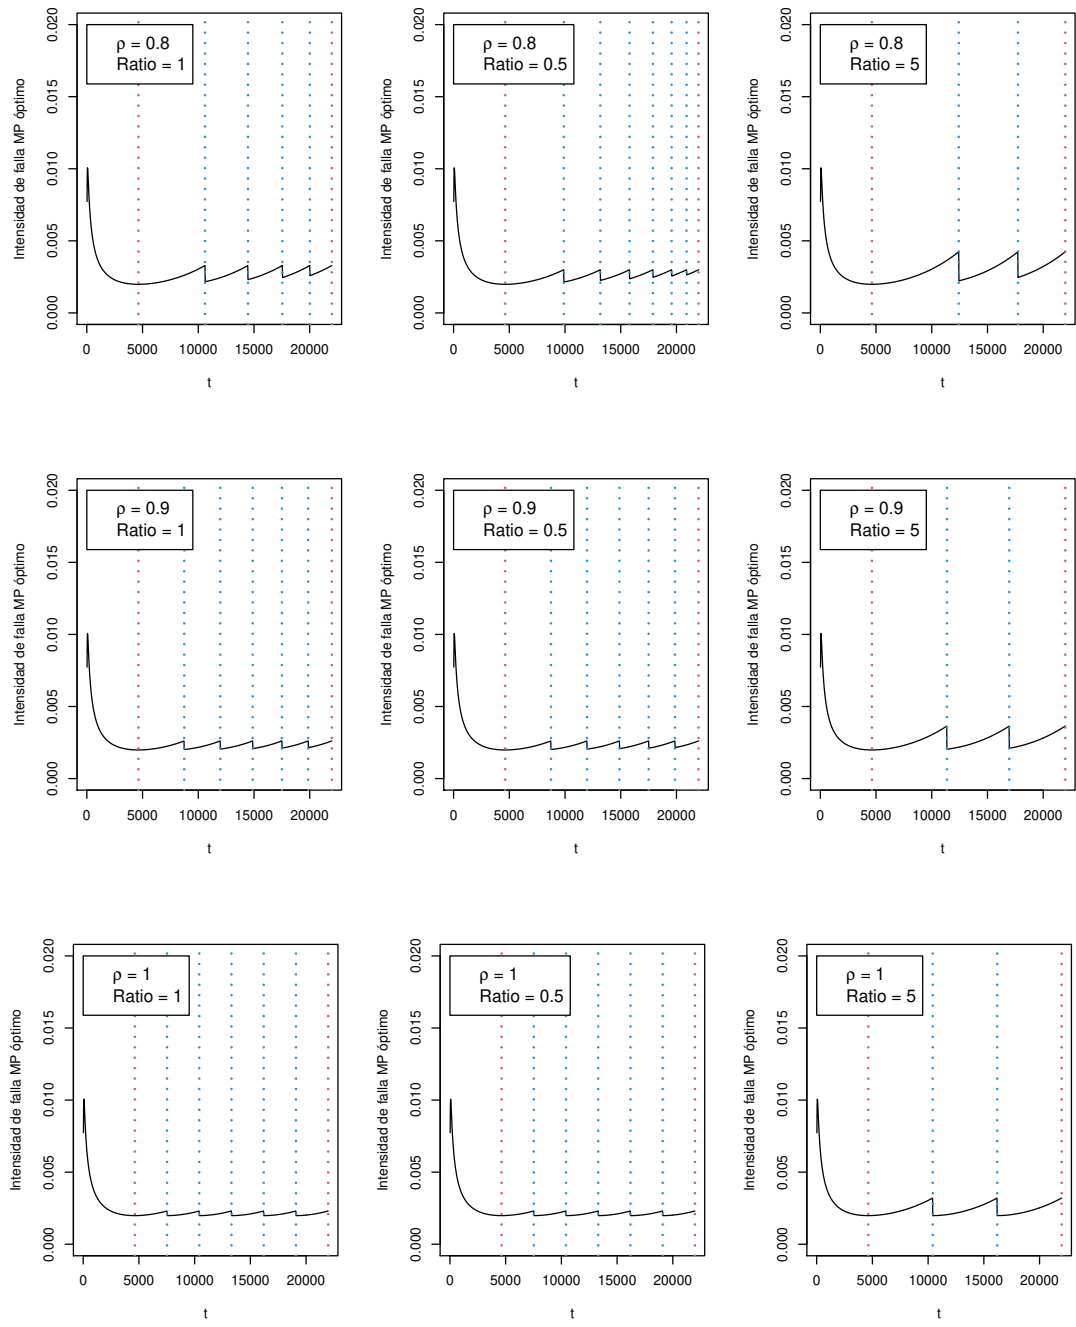 ρ = 0.8
Ratio = 1
Intensidad de falla MP óptimo
0.000 0.005 0.010 0.015 0.020
0 5000 10000 15000 20000
t
ρ = 0.8
Ratio = 0.5
Intensidad de falla MP óptimo
0.000 0.005 0.010 0.015 0.020
0 5000 10000 15000 20000
t
ρ = 0.8
Ratio = 5
Intensidad de falla MP óptimo
0.000 0.005 0.010 0.015 0.020
0 5000 10000 15000 20000
t
ρ = 0.9
Ratio = 1
Intensidad de falla MP óptimo
0.000 0.005 0.010 0.015 0.020
0 5000 10000 15000 20000
t
ρ = 0.9
Ratio = 0.5
Intensidad de falla MP óptimo
0.000 0.005 0.010 0.015 0.020
0 5000 10000 15000 20000
t
ρ = 0.9
Ratio = 5
Intensidad de falla MP óptimo
0.000 0.005 0.010 0.015 0.020
0 5000 10000 15000 20000
t
ρ = 1
Ratio = 1
Intensidad de falla MP óptimo
0.000 0.005 0.010 0.015 0.020
0 5000 10000 15000 20000
t
ρ = 1
Ratio = 0.5
Intensidad de falla MP óptimo
0.000 0.005 0.010 0.015 0.020
0 5000 10000 15000 20000
t
ρ = 1
Ratio = 5
Intensidad de falla MP óptimo
0.000 0.005 0.010 0.015 0.020
0 5000 10000 15000 20000
t